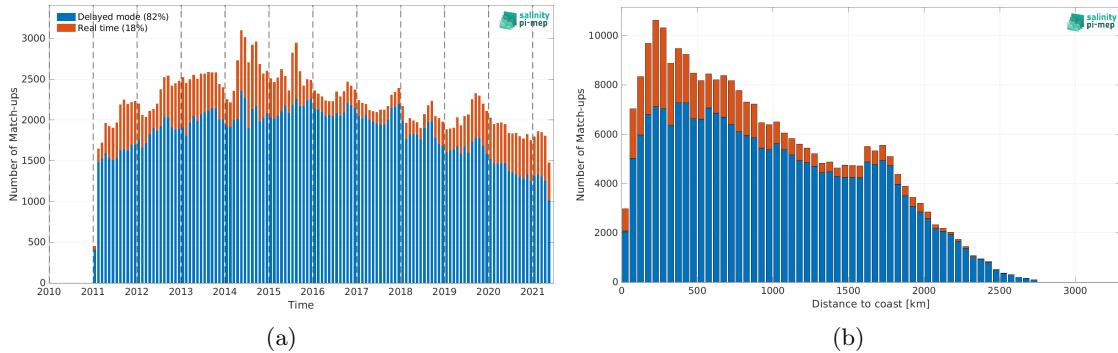 Delayed mode (82%)
Real time (18%)
salinity
pi-mep
Number of Match-ups
3000
2500
2000
1500
1000
500
0
2010 2011 2012 2013 2014 2015 2016 2017 2018 2019 2020 2021
Time
(a)
salinity
pi-mep
Number of Match-ups
10000
8000
6000
4000
2000
0
0 500 1000 1500 2000 2500 3000
Distance to coast [km]
(b)